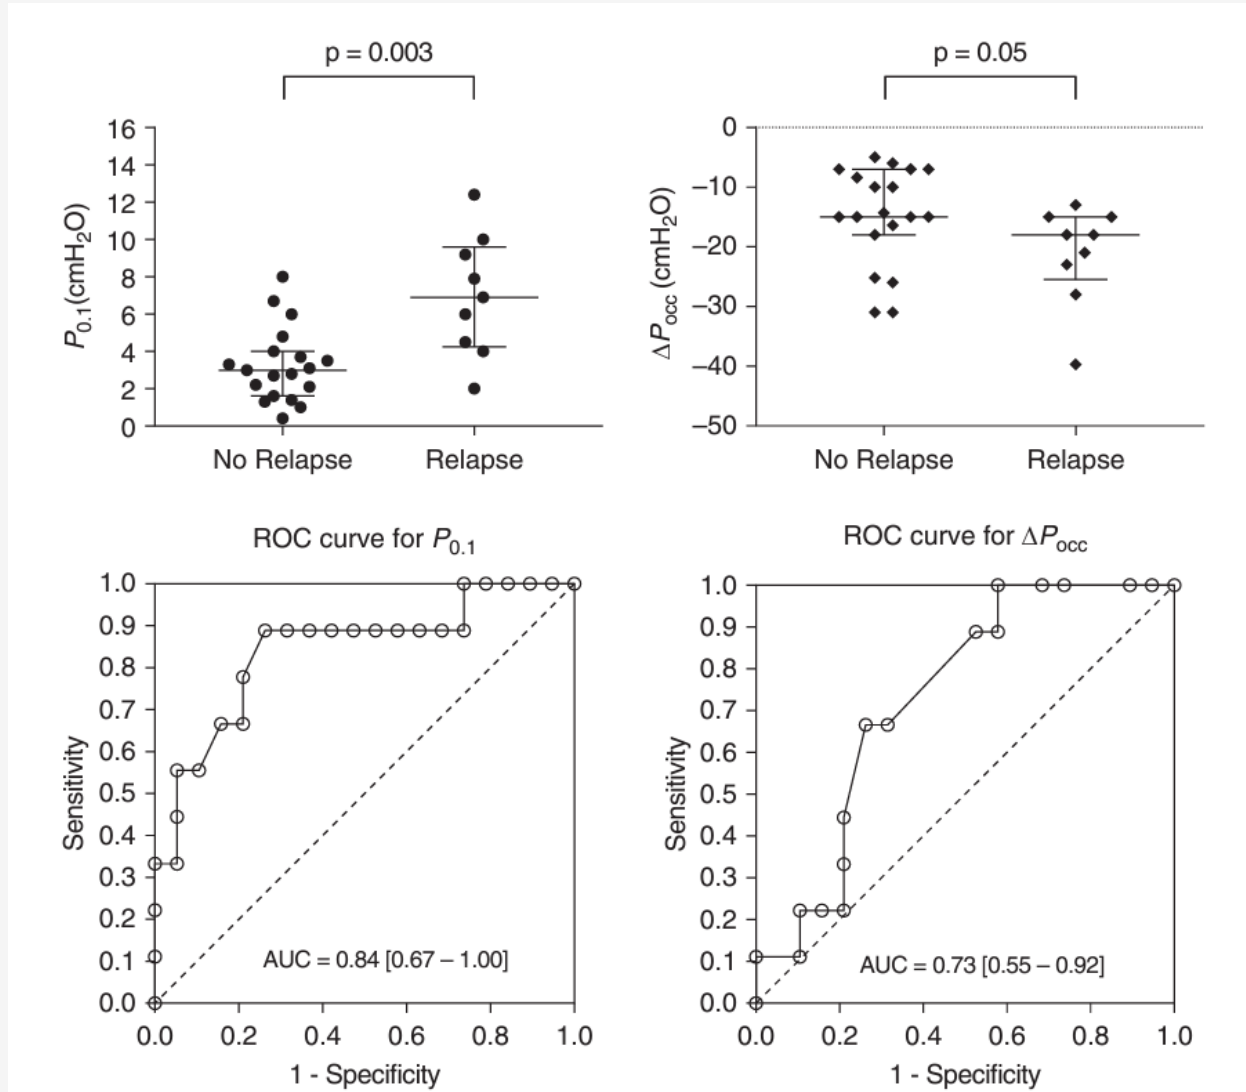 p = 0.003
16
14
12
10
8
6
4
2
0
P0.1(cmH2O)
No Relapse
Relapse
p = 0.05
0
−10
−20
−30
−40
−50
ΔPocc (cmH2O)
No Relapse
Relapse
ROC curve for P0.1
1.0
0.9
0.8
0.7
0.6
0.5
0.4
0.3
0.2
0.1
0.0
Sensitivity
AUC = 0.84 [0.67 – 1.00]
0.0 0.2 0.4 0.6 0.8 1.0
1 - Specificity
ROC curve for ΔPocc
1.0
0.9
0.8
0.7
0.6
0.5
0.4
0.3
0.2
0.1
0.0
Sensitivity
AUC = 0.73 [0.55 – 0.92]
0.0 0.2 0.4 0.6 0.8 1.0
1 - Specificity